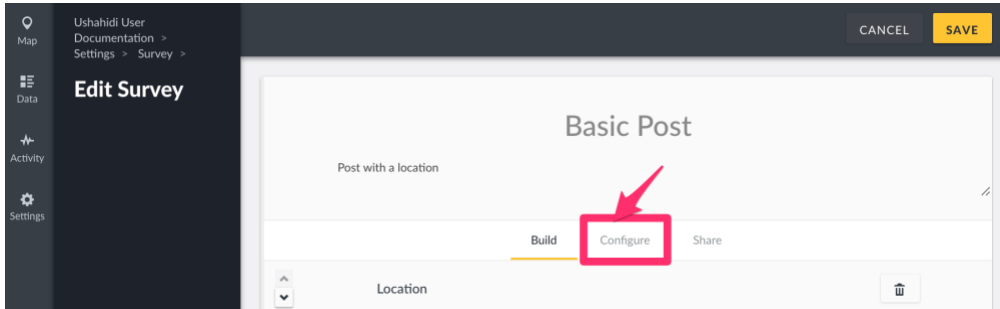 Map
Data
Activity
Settings
Ushahidi User
Documentation >
Settings > Survey >
Edit Survey
CANCEL SAVE
Basic Post
Post with a location
Build Configure Share
Location